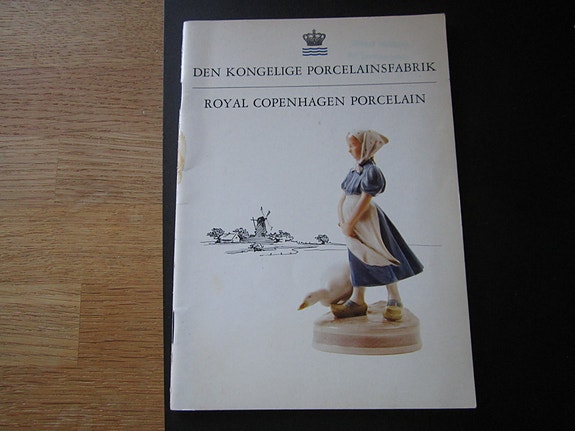 DEN KONGELIGE PORCELAINSFABRIK
ROYAL COPENHAGEN PORCELAIN